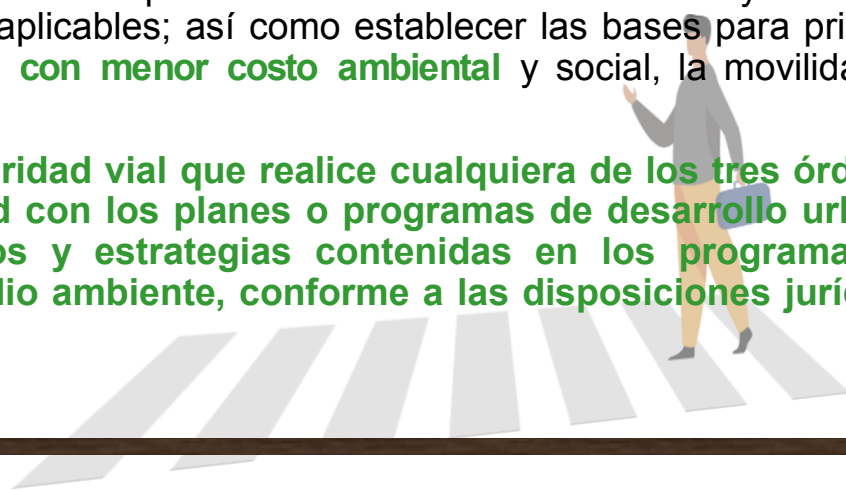 aplicables; así como establecer las bases para pri
con menor costo ambiental y social, la movilida
ridad vial que realice cualquiera de los tres órd
d con los planes o programas de desarrollo url
os y estrategias contenidas en los programa
lio ambiente, conforme a las disposiciones jurí